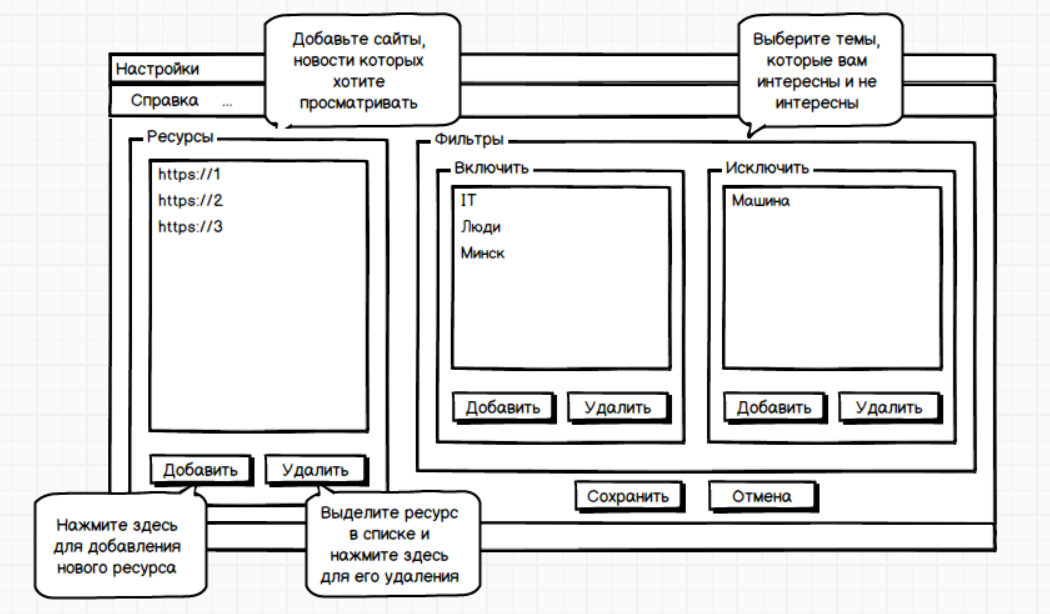 Добавьте сайты,
новости которых
хотите
просматривать
Выберите темы,
которые вам
интересны и не
интересны
Настройки
Справка ...
Ресурсы
https://1
https://2
https://3
Добавить Удалить
Фильтры
Включить
IT
Люди
Минск
Добавить Удалить
Исключить
Машина
Добавить Удалить
Сохранить Отмена
Нажмите здесь
для добавления
нового ресурса
Выделите ресурс
в списке и
нажмите здесь
для его удаления